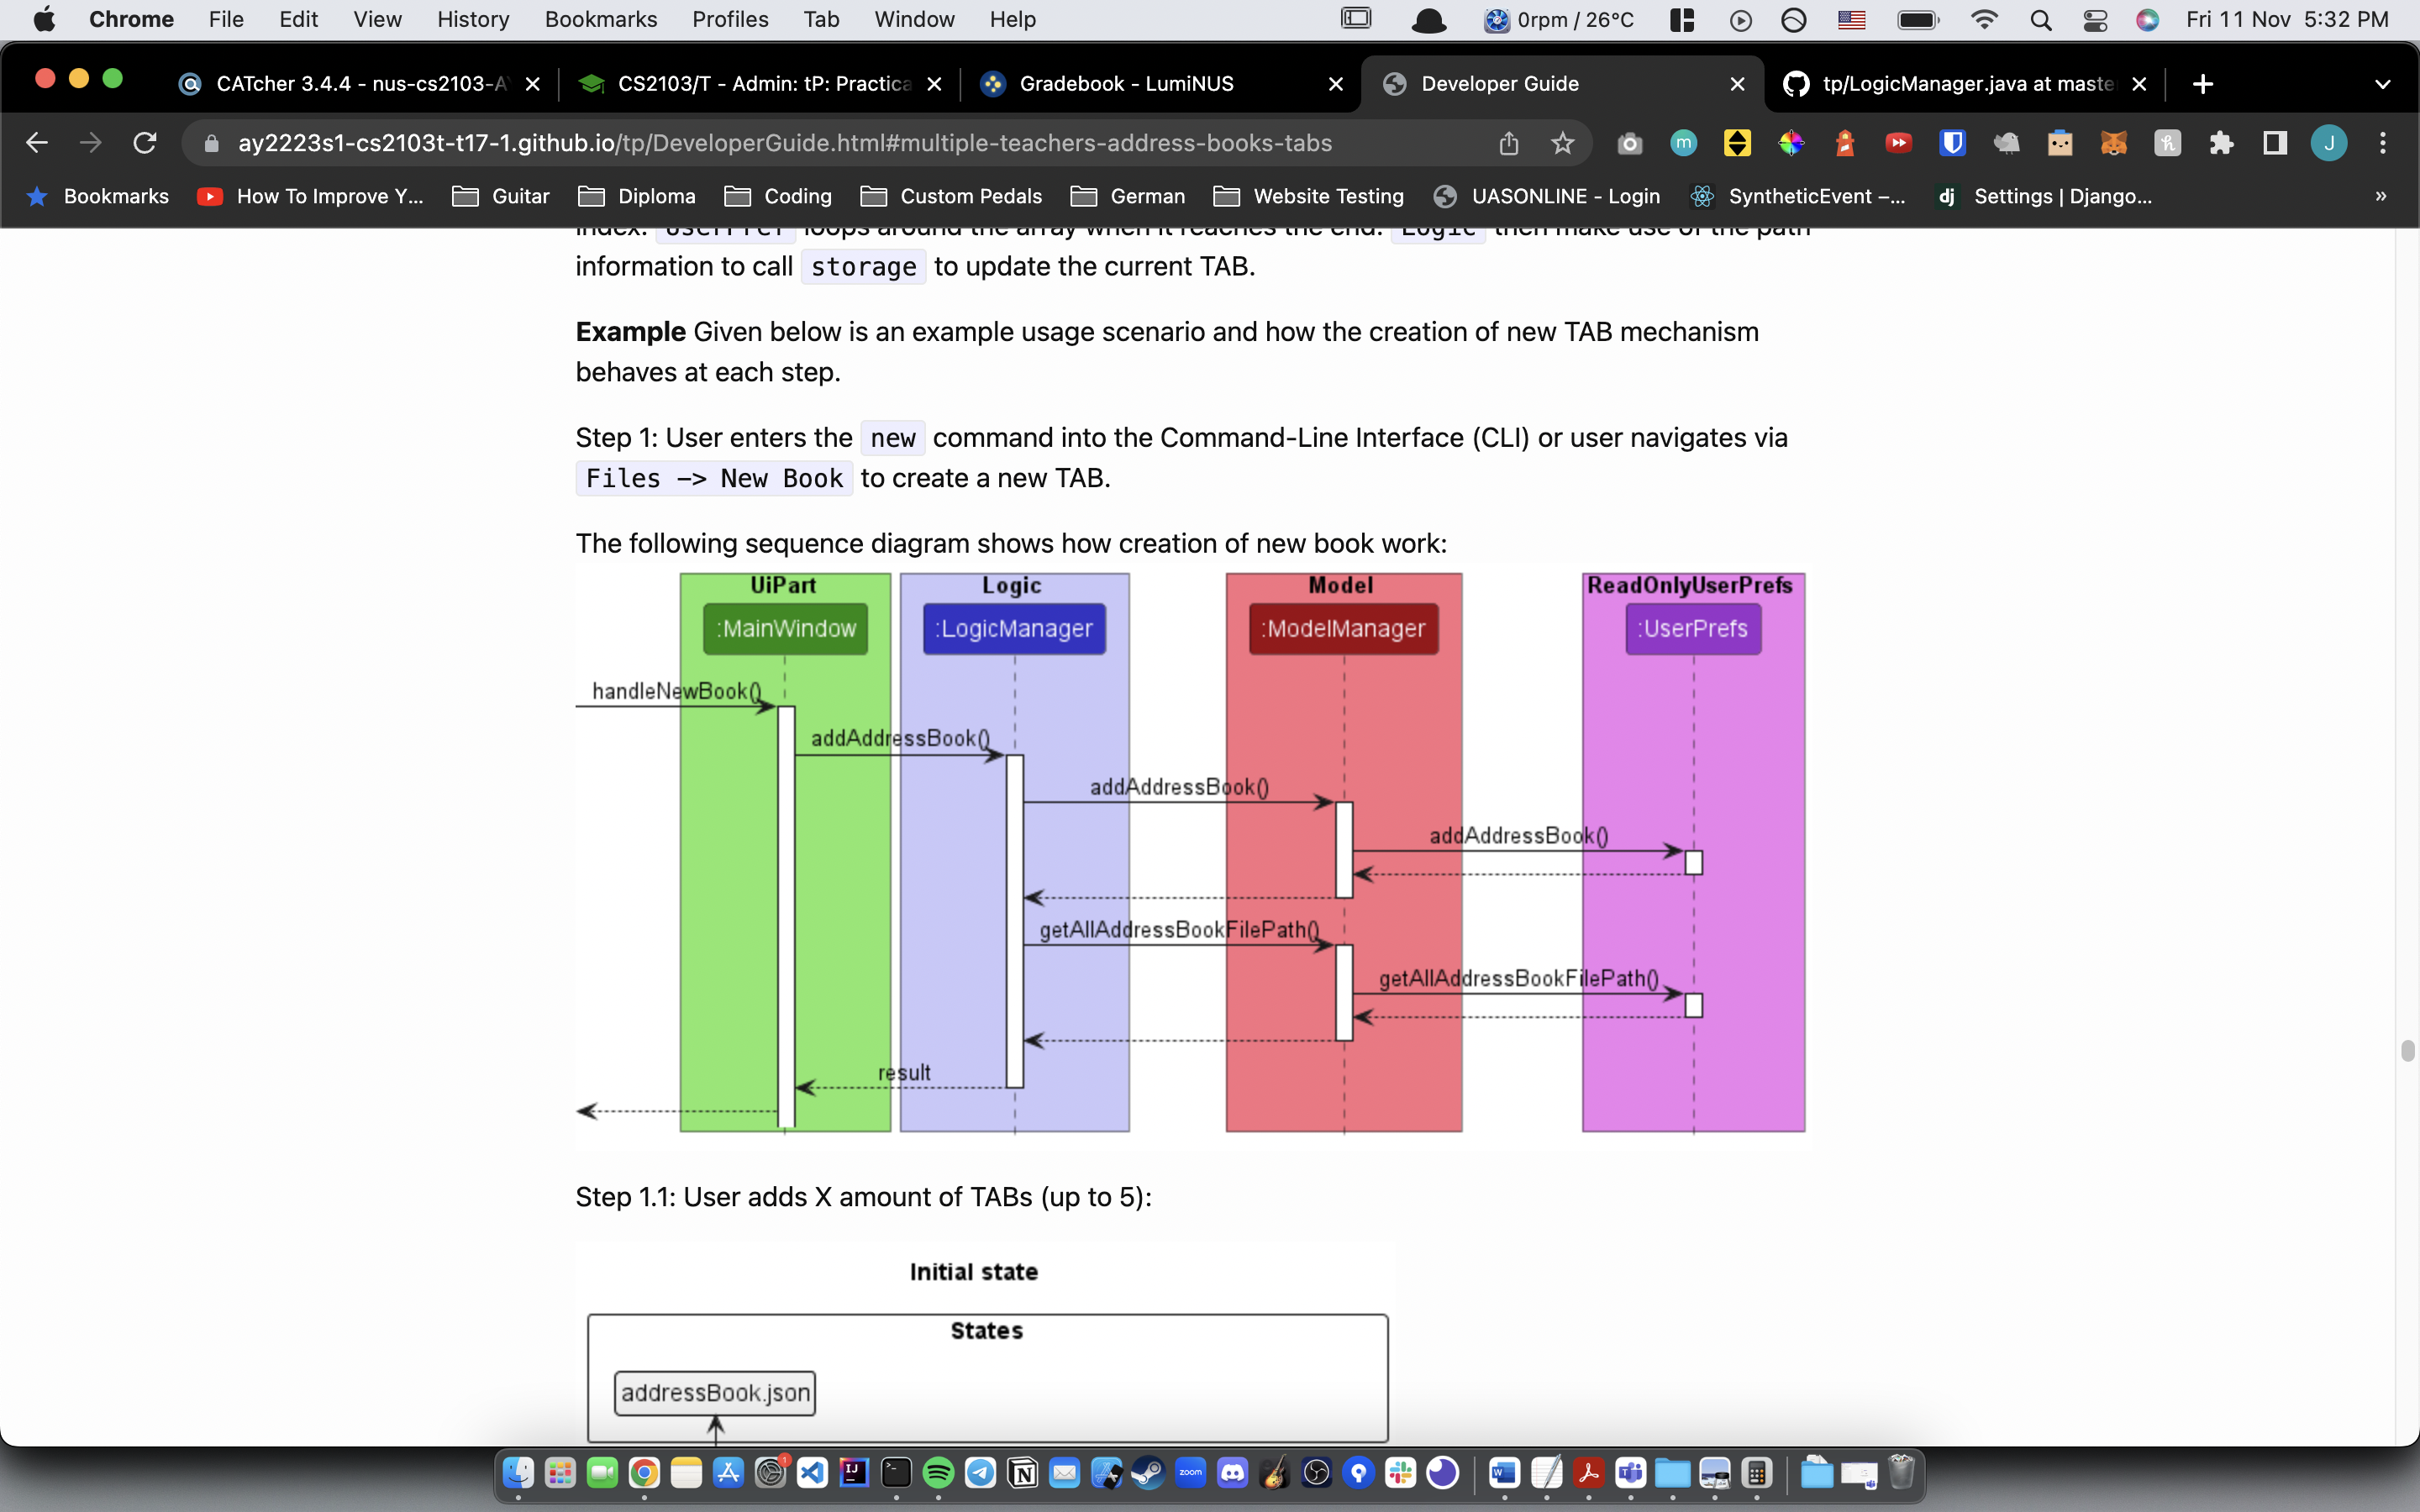 Chrome File Edit View History Bookmarks Profiles Tab Window Help 0rpm / 26°C Fri 11 Nov 5:32 PM
CATcher 3.4.4 - nus-cs2103-A CS2103/T - Admin: tP: Practica Gradebook - LumiNUS Developer Guide tp/LogicManager.java at maste
ay2223s1-cs2103t-t17-1.github.io/tp/DeveloperGuide.html#multiple-teachers-address-books-tabs
Bookmarks How To Improve Y... Guitar Diploma Coding Custom Pedals German Website Testing UASONLINE - Login SyntheticEvent –... Settings | Django... »
index. UserPref loops around the array when it reaches the end. Logic then make use of the path
information to call storage to update the current TAB.
Example Given below is an example usage scenario and how the creation of new TAB mechanism
behaves at each step.
Step 1: User enters the new command into the Command-Line Interface (CLI) or user navigates via
Files -> New Book to create a new TAB.
The following sequence diagram shows how creation of new book work:
UiPart Logic Model ReadOnlyUserPrefs
:MainWindow :LogicManager :ModelManager :UserPrefs
handleNewBook()
addAddressBook()
addAddressBook()
addAddressBook()
getAllAddressBookFilePath()
getAllAddressBookFilePath()
result
Step 1.1: User adds X amount of TABs (up to 5):
Initial state
States
addressBook.json